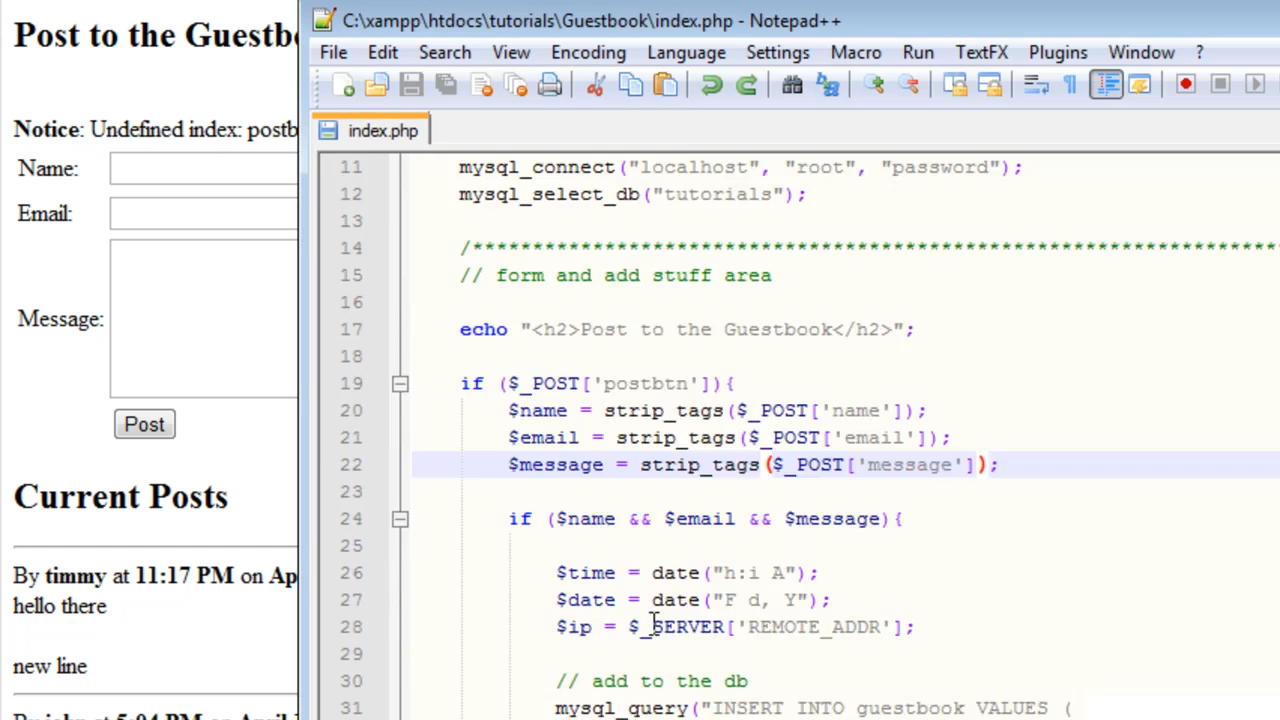 Post to the Guestb
Notice: Undefined index: postb
Name:
Email:
Message:
Post
Current Posts
By timmy at 11:17 PM on Ap
hello there
new line
C:\xampp\htdocs\tutorials\Guestbook\index.php - Notepad++
File Edit Search View Encoding Language Settings Macro Run TextFX Plugins Window ?
index.php
11 mysql_connect("localhost", "root", "password");
12 mysql_select_db("tutorials");
13
14 /*******************************************************************
15 // form and add stuff area
16
17 echo "<h2>Post to the Guestbook</h2>";
18
19 if ($_POST['postbtn']){
20 $name = strip_tags($_POST['name']);
21 $email = strip_tags($_POST['email']);
22 $message = strip_tags($_POST['message']);
23
24 if ($name && $email && $message){
25
26 $time = date("h:i A");
27 $date = date("F d, Y");
28 $ip = $_SERVER['REMOTE_ADDR'];
29
30 // add to the db
31 mysql_query("INSERT INTO guestbook VALUES (